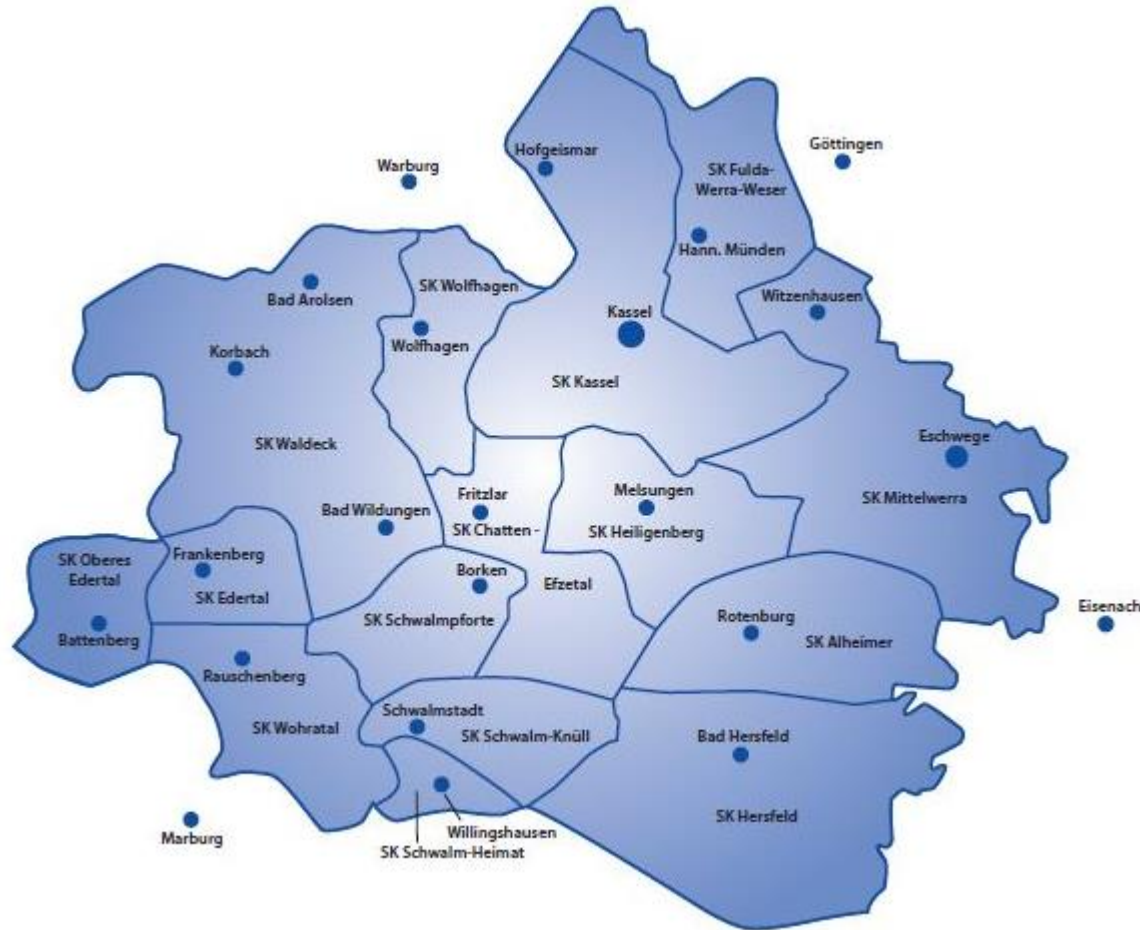 Göttingen
Hofgeismar
Warburg
SK Fulda-
Werra-Weser
Hann. Münden
SK Wolfhagen
Bad Arolsen
Witzenhausen
Kassel
Wolfhagen
Korbach
SK Kassel
Eschwege
SK Waldeck
Fritzlar
Melsungen
SK Mittelwerra
Bad Wildungen
SK Chatten -
SK Heiligenberg
Frankenberg
SK Oberes
Edertal
Borken
Efzetal
SK Edertal
Eisenach
Rotenburg
SK Schwalmpforte
Battenberg
SK Alheimer
Rauschenberg
Schwalmstadt
SK Wohratal
SK Schwalm-Knüll
Bad Hersfeld
SK Hersfeld
Willingshausen
Marburg
SK Schwalm-Heimat